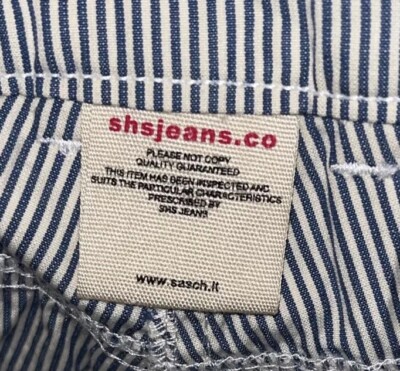 shsjeans.co
PLEASE NOT COPY
QUALITY GUARANTEED
THIS ITEM HAS BEEN INSPECTED AND
SUITS THE PARTICULAR CHARACTERISTICS
PRESCRIBED BY
SHS JEANS
www.sasch.it